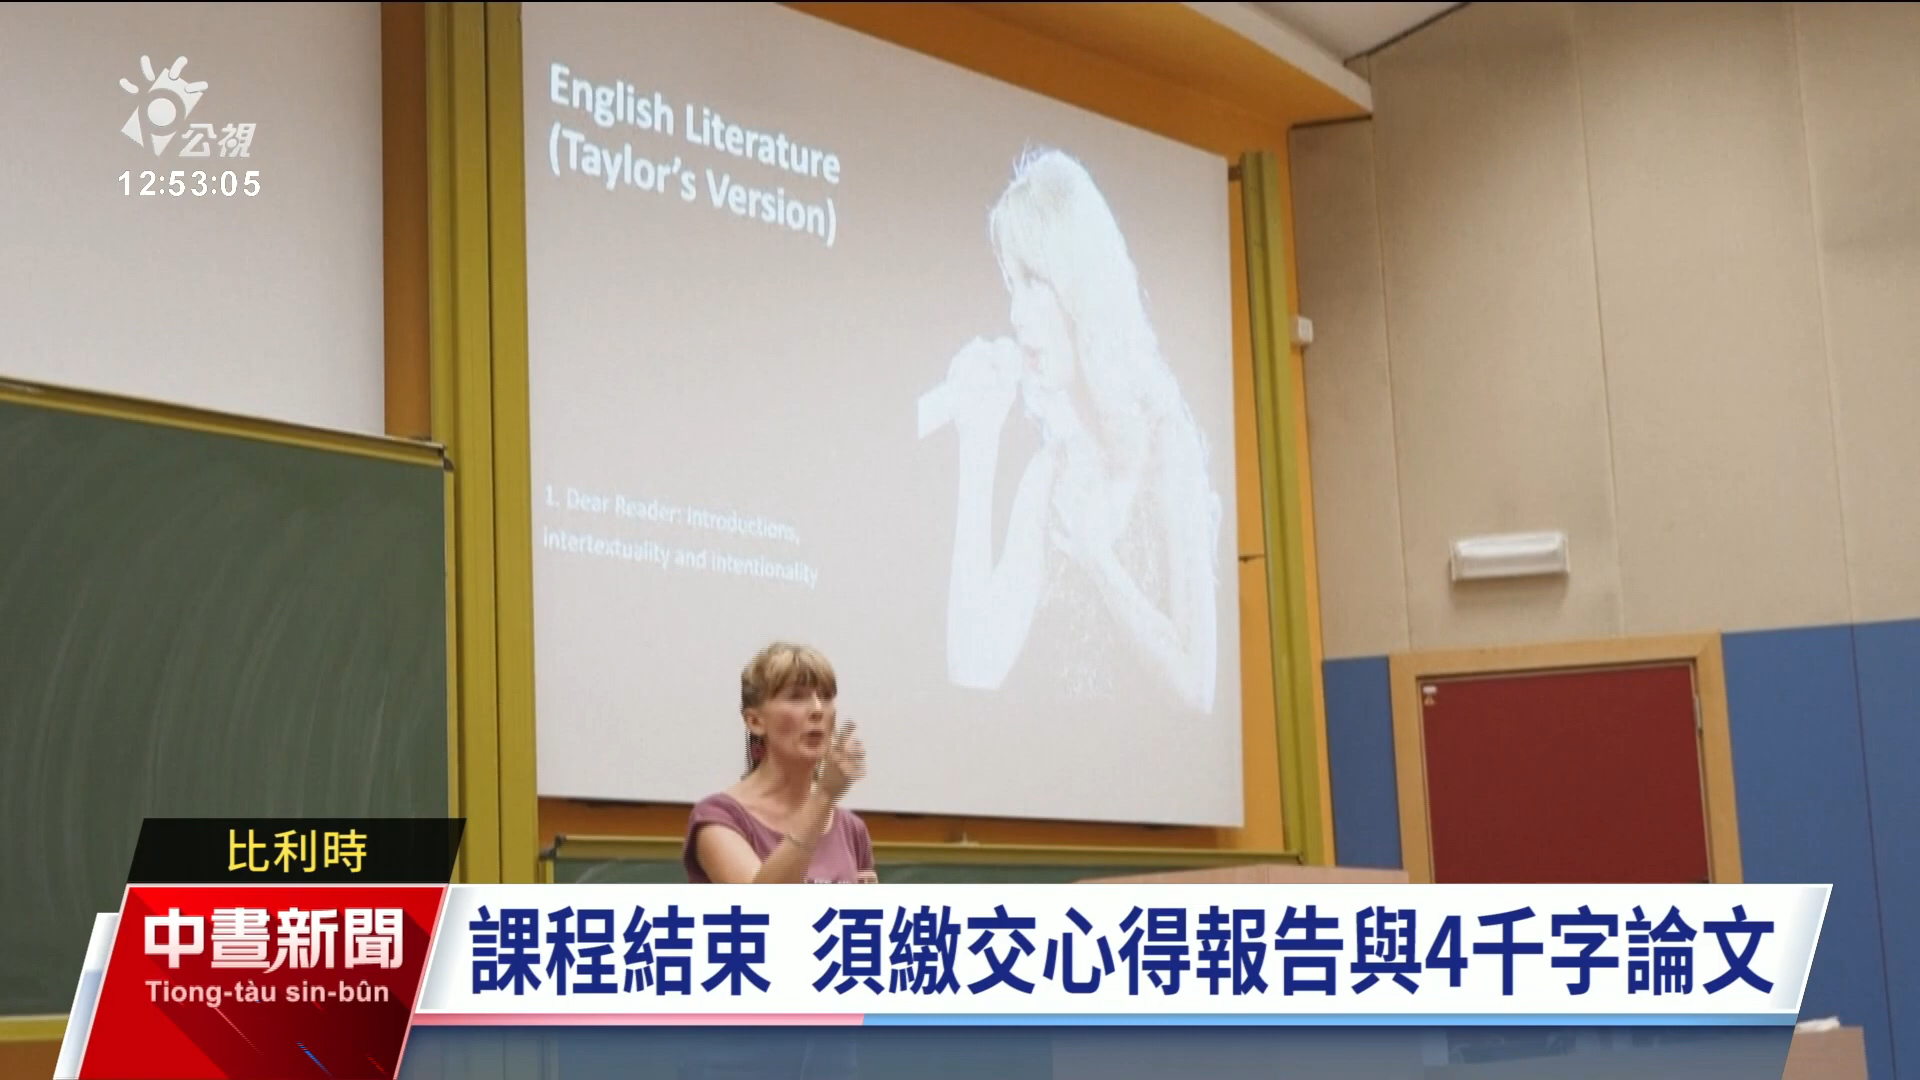 公視
12:53:05
English Literature
(Taylor's Version)
1. Dear Reader: Introductions,
Intertextuality and Intentionality
比利時
中晝新聞
Tiong-tàu sin-bûn
課程結束 須繳交心得報告與4千字論文